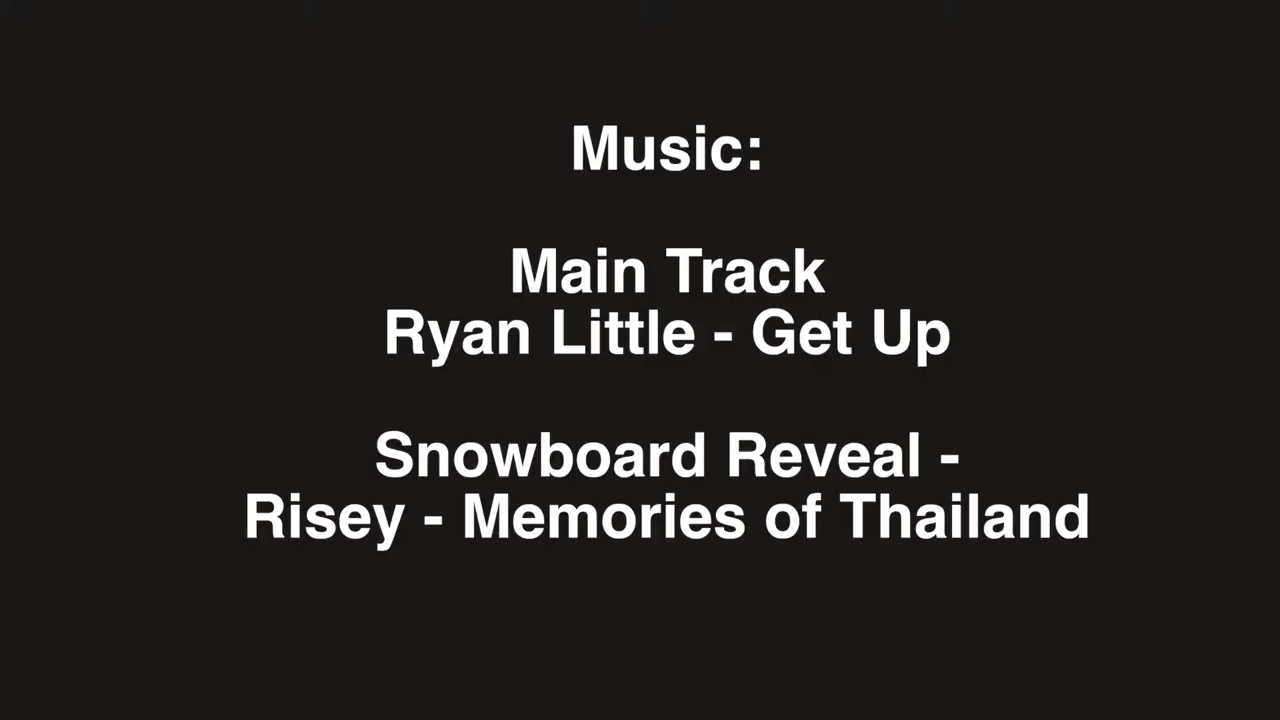 Music:
Main Track
Ryan Little - Get Up
Snowboard Reveal -
Risey - Memories of Thailand